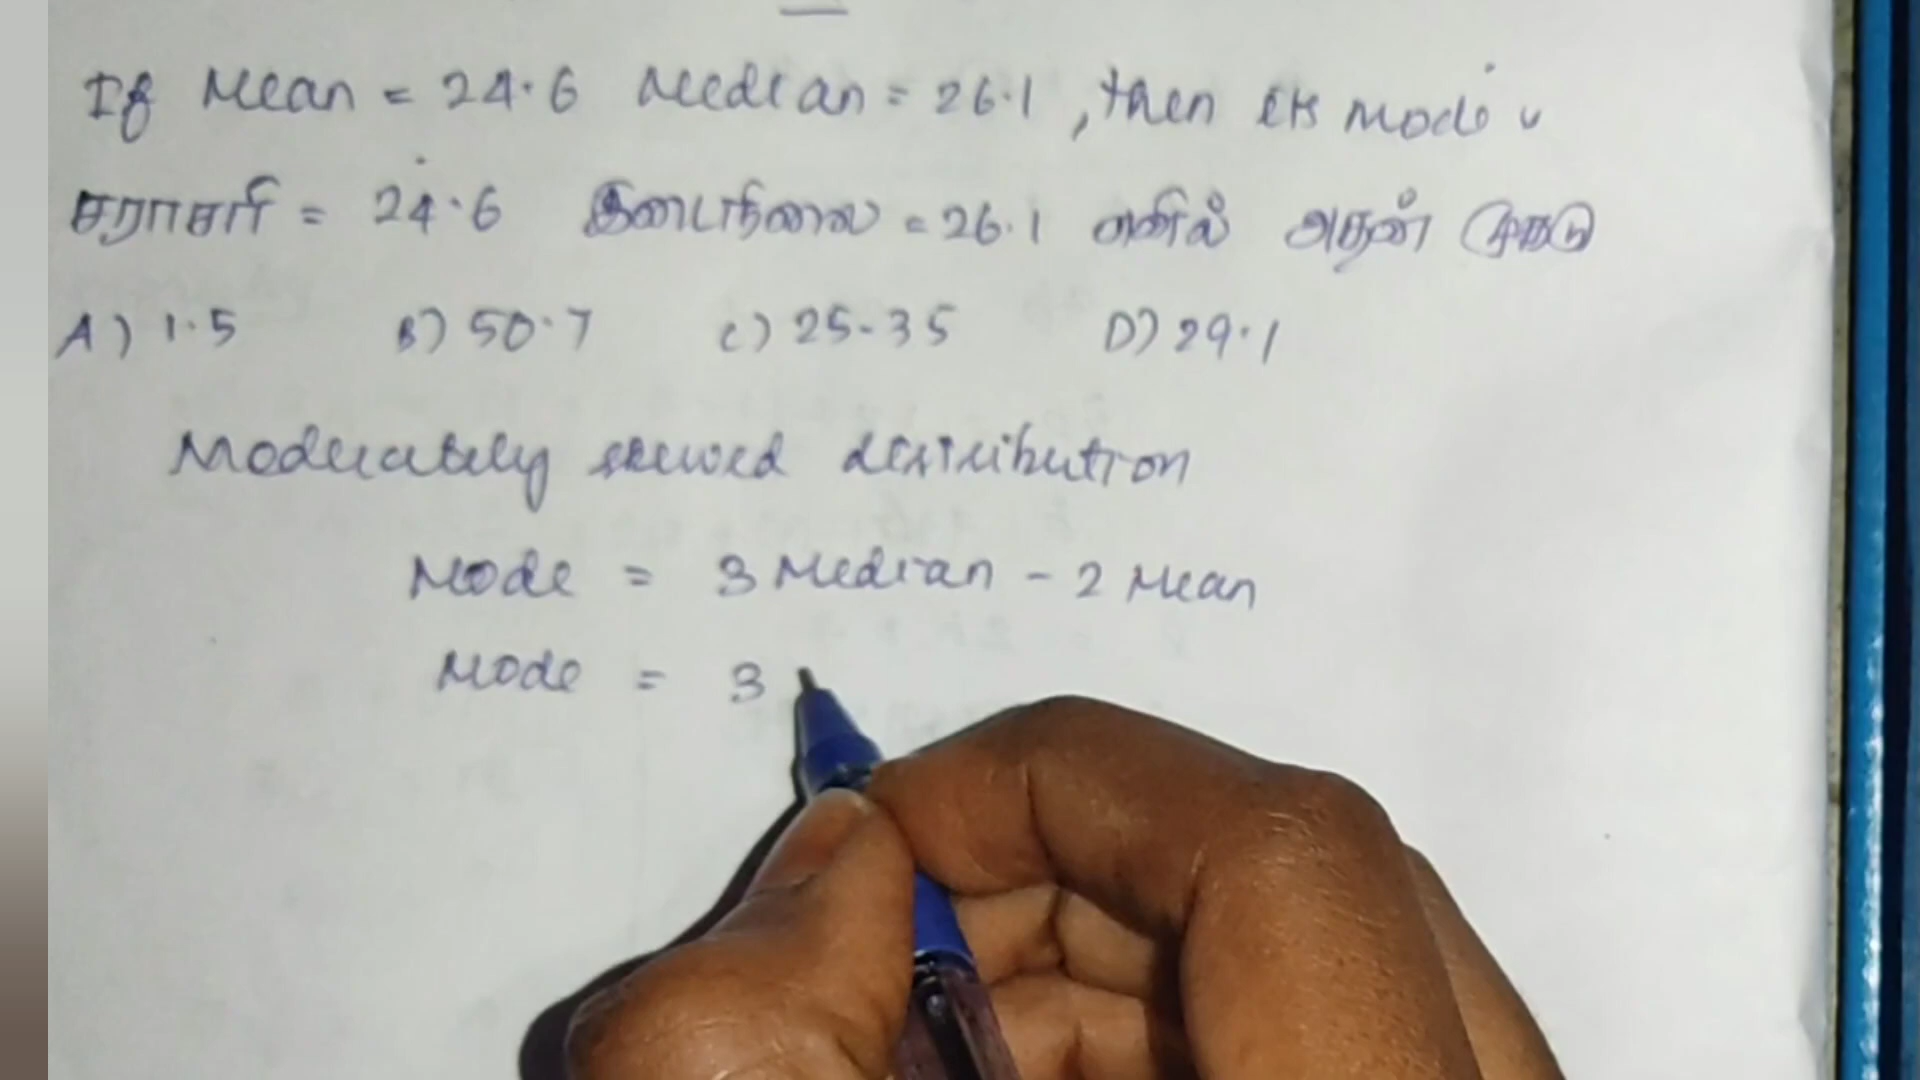 If Mean = 24.6 Median = 26.1 , then its mode is
சராசரி = 24.6 இடைநிலை = 26.1 எனில் அதன் முகடு
A) 1.5 B) 50.7 C) 25.35 D) 29.1
Moderately skewed distribution
Mode = 3 Median - 2 Mean
Mode = 3